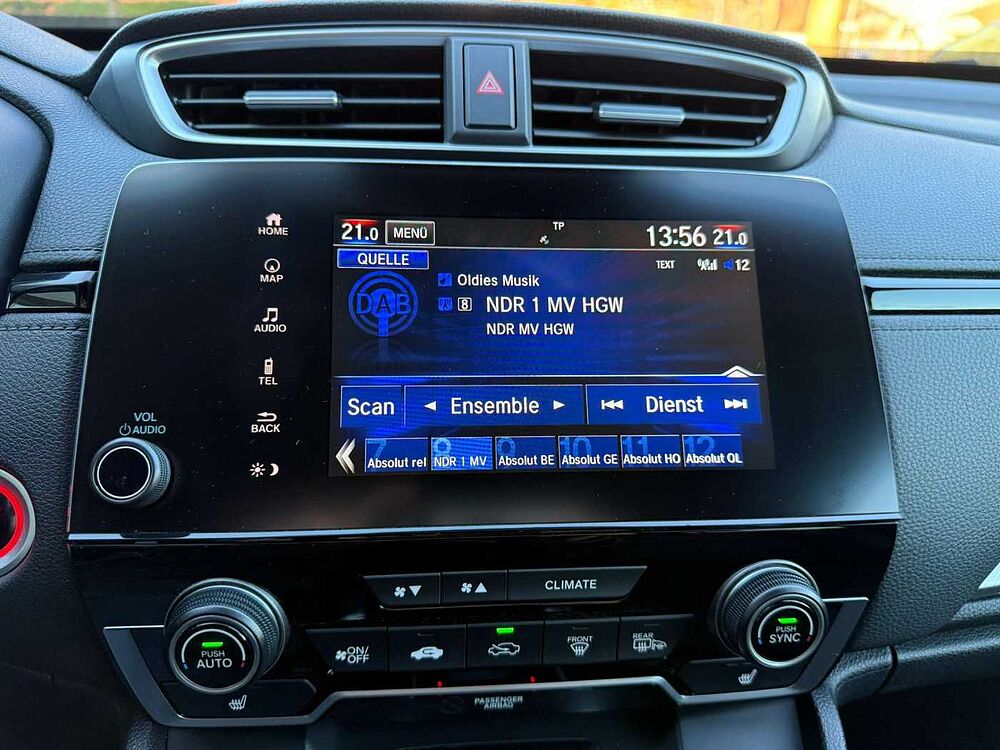 HOME
MAP
AUDIO
TEL
BACK
VOL
AUDIO
21.0 MENÜ TP 13:56 21.0
QUELLE TEXT 12
DAB
Oldies Musik
8 NDR 1 MV HGW
NDR MV HGW
Scan Ensemble Dienst
7 8 9 10 11 12
Absolut rel NDR 1 MV Absolut BE Absolut GE Absolut HO Absolut OL
CLIMATE
PUSH
AUTO
ON/
OFF
FRONT
REAR
PUSH
SYNC
PASSENGER
AIRBAG